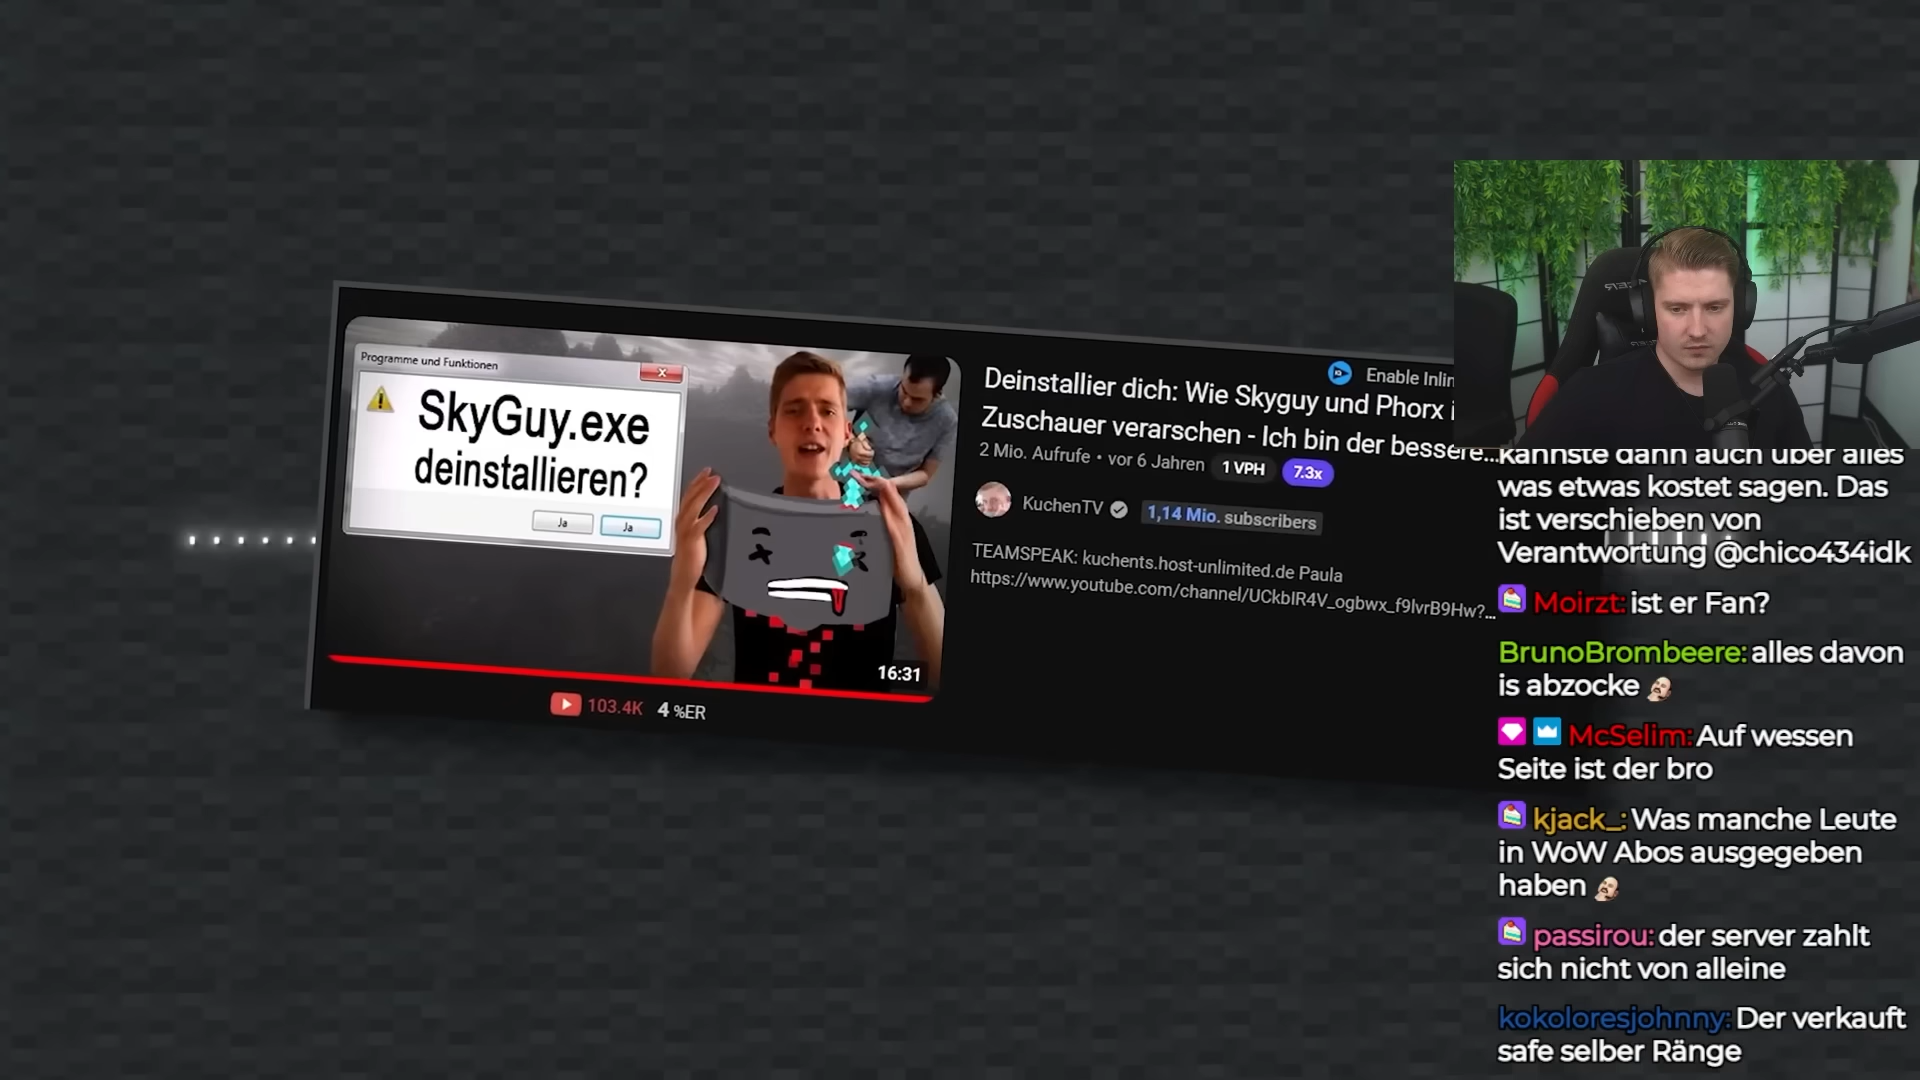 Programme und Funktionen
SkyGuy.exe
deinstallieren?
Ja
Ja
16:31
103.4K 4 %ER
Enable Inlin
Deinstallier dich: Wie Skyguy und Phorx i
Zuschauer verarschen - Ich bin der bessere...
2 Mio. Aufrufe • vor 6 Jahren 1 VPH 7.3x
KuchenTV 1,14 Mio. subscribers
TEAMSPEAK: kuchents.host-unlimited.de Paula
https://www.youtube.com/channel/UCkbIR4V_ogbwx_f9lvrB9Hw?...
kannste dann auch über alles
was etwas kostet sagen. Das
ist verschieben von
Verantwortung @chico434idk
Moirzt: ist er Fan?
BrunoBrombeere: alles davon
is abzocke
McSelim: Auf wessen
Seite ist der bro
kjack_: Was manche Leute
in WoW Abos ausgegeben
haben
passirou: der server zahlt
sich nicht von alleine
kokoloresjohnny: Der verkauft
safe selber Ränge